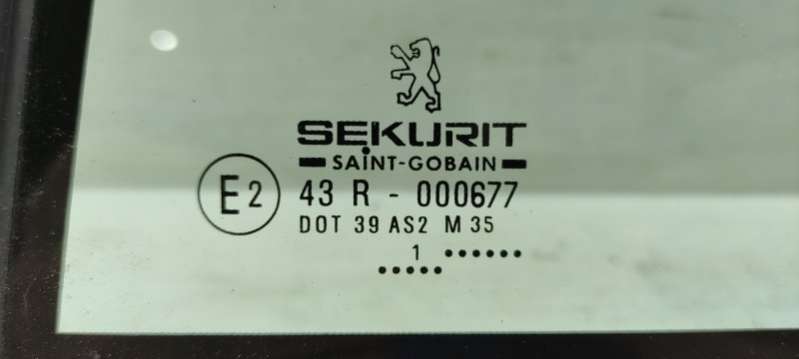 SEKURIT
SAINT-GOBAIN
E2 43 R - 000677
DOT 39 AS2 M 35
1